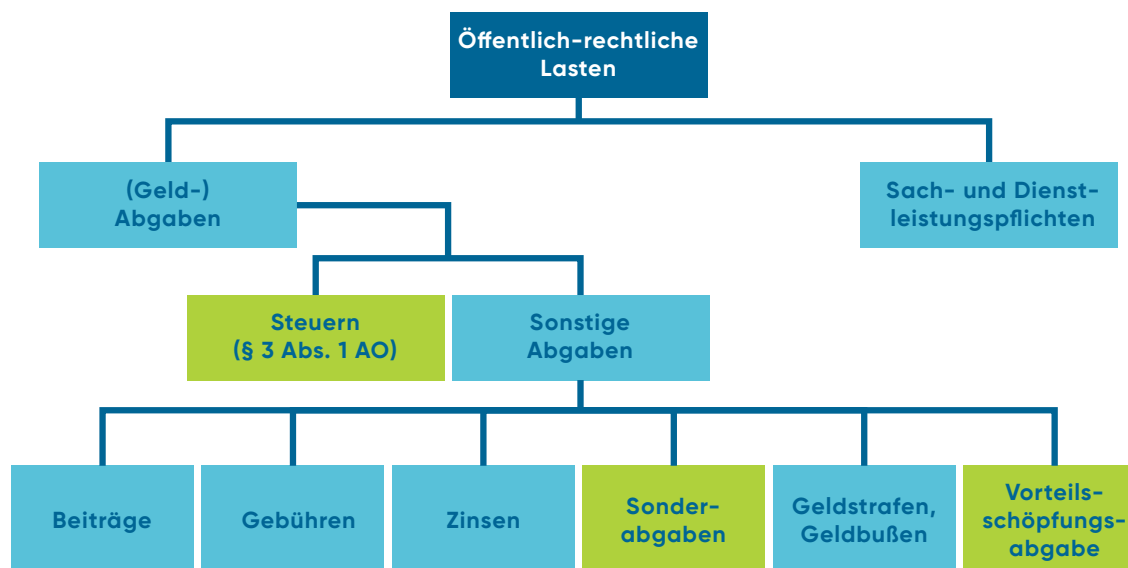 Öffentlich-rechtliche
Lasten
(Geld-)
Abgaben
Sach- und Dienst-
leistungspflichten
Steuern
(§ 3 Abs. 1 AO)
Sonstige
Abgaben
Beiträge
Gebühren
Zinsen
Sonder-
abgaben
Geldstrafen,
Geldbußen
Vorteils-
schöpfungs-
abgabe